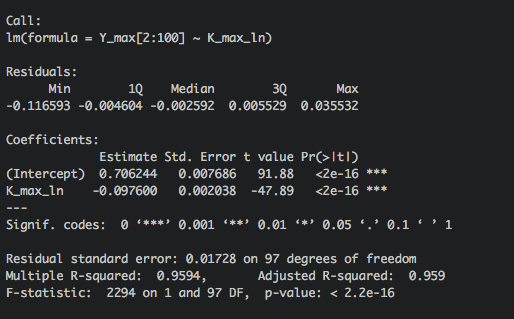 Call:
lm(formula = Y_max[2:100] ~ K_max_ln)
Residuals:
Min 1Q Median 3Q Max
-0.116593 -0.004604 -0.002592 0.005529 0.035532
Coefficients:
Estimate Std. Error t value Pr(>|t|)
(Intercept) 0.706244 0.007686 91.88 <2e-16 ***
K_max_ln -0.097600 0.002038 -47.89 <2e-16 ***
---
Signif. codes: 0 ‘***’ 0.001 ‘**’ 0.01 ‘*’ 0.05 ‘.’ 0.1 ‘ ’ 1
Residual standard error: 0.01728 on 97 degrees of freedom
Multiple R-squared: 0.9594, Adjusted R-squared: 0.959
F-statistic: 2294 on 1 and 97 DF, p-value: < 2.2e-16